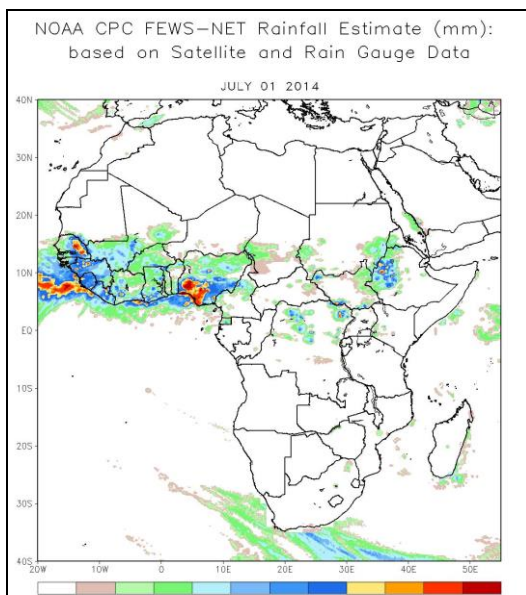 NOAA CPC FEWS-NET Rainfall Estimate (mm):
based on Satellite and Rain Gauge Data
JULY 01 2014
40N
30N
20N
10N
EQ
10S
20S
30S
40S
20W 10W 0 10E 20E 30E 40E 50E